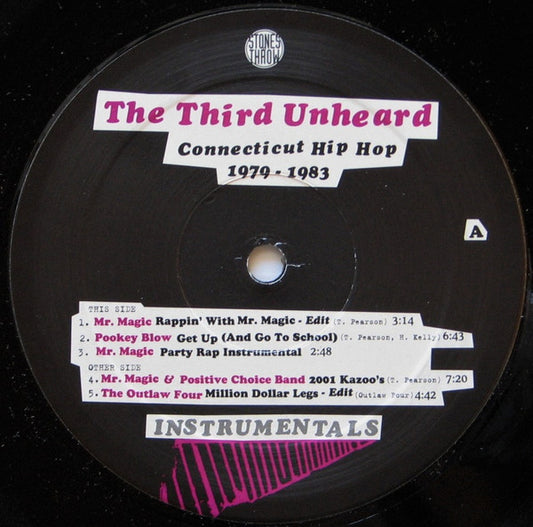 STONES
THROW
The Third Unheard
Connecticut Hip Hop
1979 - 1983
A
THIS SIDE
1. Mr. Magic Rappin' With Mr. Magic - Edit (T. Pearson) 3:14
2. Pookey Blow Get Up (And Go To School) (T. Pearson, H. Kelly) 6:43
3. Mr. Magic Party Rap Instrumental 2:48
OTHER SIDE
4. Mr. Magic & Positive Choice Band 2001 Kazoo's (T. Pearson) 7:20
5. The Outlaw Four Million Dollar Legs - Edit (Outlaw Four) 4:42
INSTRUMENTALS